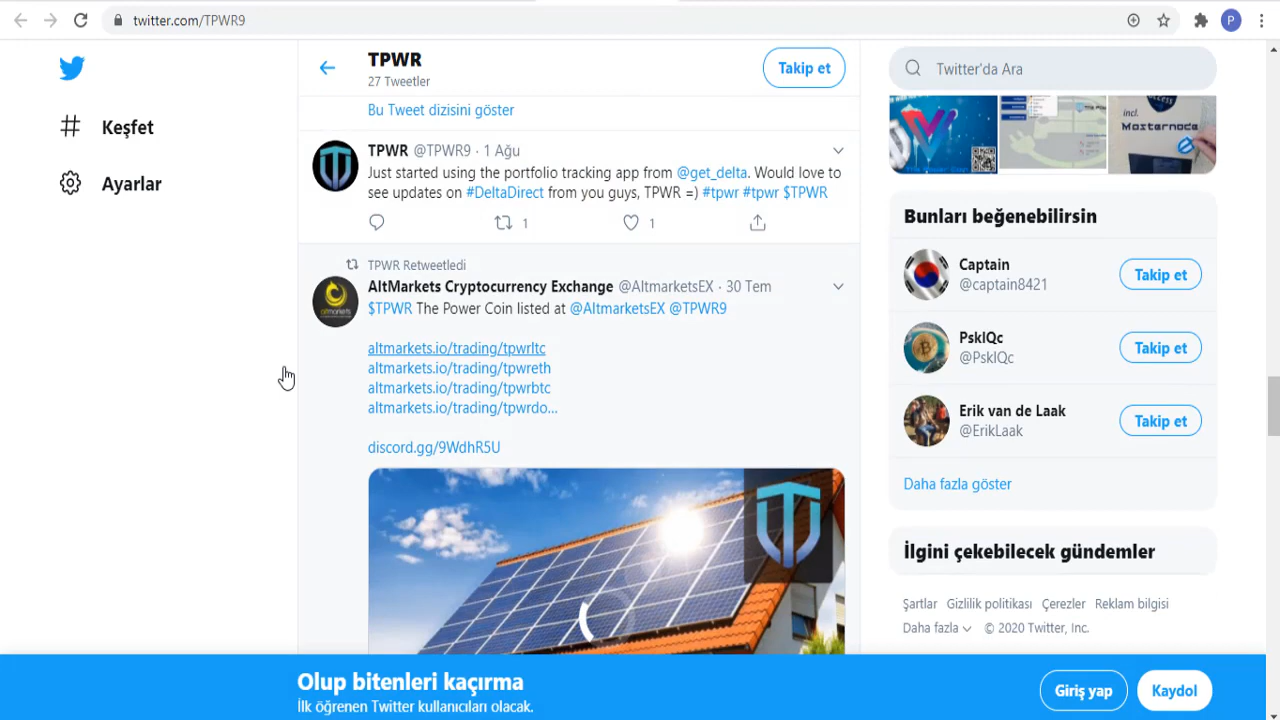 twitter.com/TPWR9
P
TPWR
27 Tweetler
Takip et
Twitter'da Ara
Keşfet
Ayarlar
Bu Tweet dizisini göster
TPWR @TPWR9 · 1 Ağu
Just started using the portfolio tracking app from @get_delta. Would love to
see updates on #DeltaDirect from you guys, TPWR =) #tpwr #tpwr $TPWR
1
1
TPWR Retweetledi
AltMarkets Cryptocurrency Exchange @AltmarketsEX · 30 Tem
$TPWR The Power Coin listed at @AltmarketsEX @TPWR9
altmarkets.io/trading/tpwrltc
altmarkets.io/trading/tpwreth
altmarkets.io/trading/tpwrbtc
altmarkets.io/trading/tpwrdo...
discord.gg/9WdhR5U
altmarkets
incl.
Masternode
Bunları beğenebilirsin
Captain
@captain8421
Takip et
PsklQc
@PsklQc
Takip et
Erik van de Laak
@ErikLaak
Takip et
Daha fazla göster
İlgini çekebilecek gündemler
Şartlar Gizlilik politikası Çerezler Reklam bilgisi
Daha fazla © 2020 Twitter, Inc.
Olup bitenleri kaçırma
İlk öğrenen Twitter kullanıcıları olacak.
Giriş yap
Kaydol